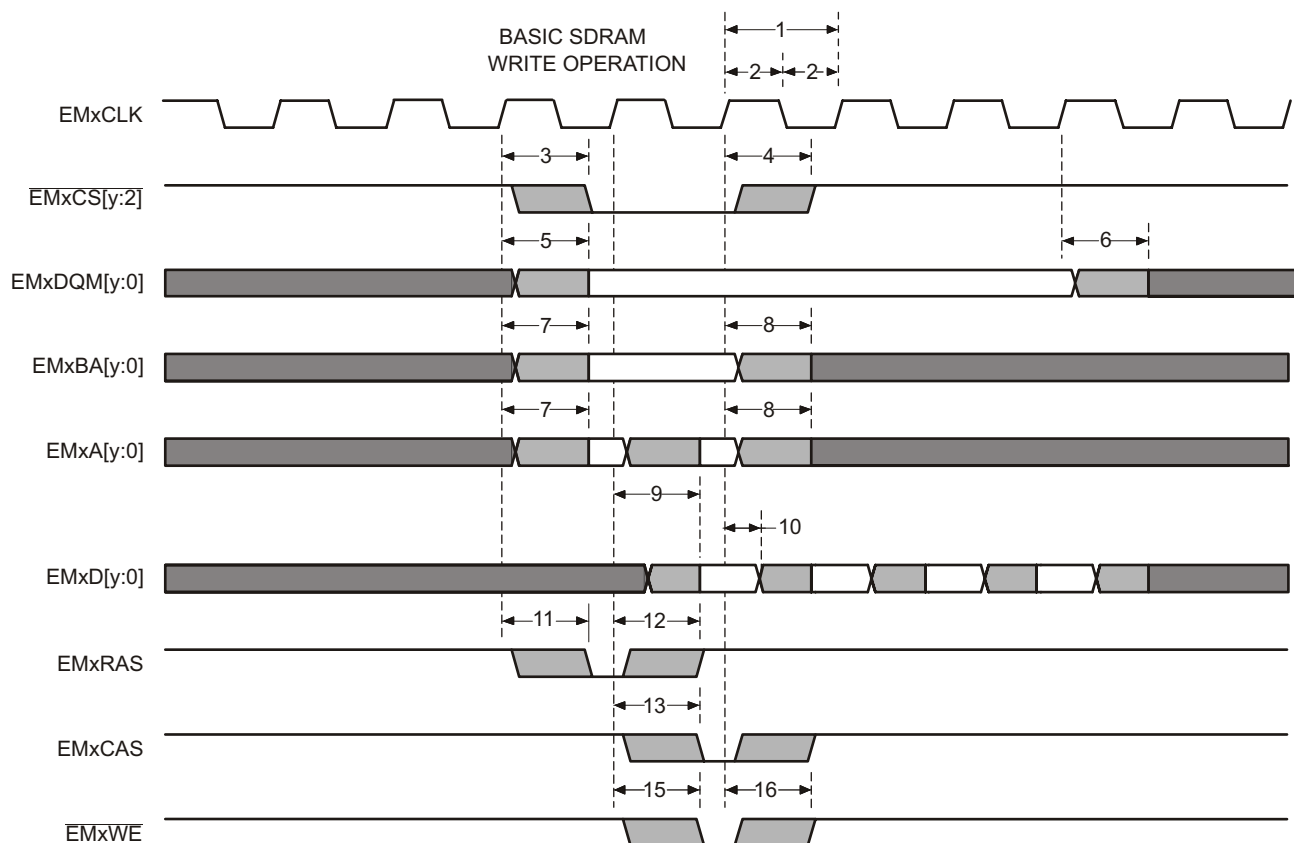 BASIC SDRAM
WRITE OPERATION
1
2
2
EMxCLK
3
4
EMxCS[y:2]
5
6
EMxDQM[y:0]
7
8
EMxBA[y:0]
7
8
EMxA[y:0]
9
10
EMxD[y:0]
11
12
EMxRAS
13
EMxCAS
15
16
EMxWE